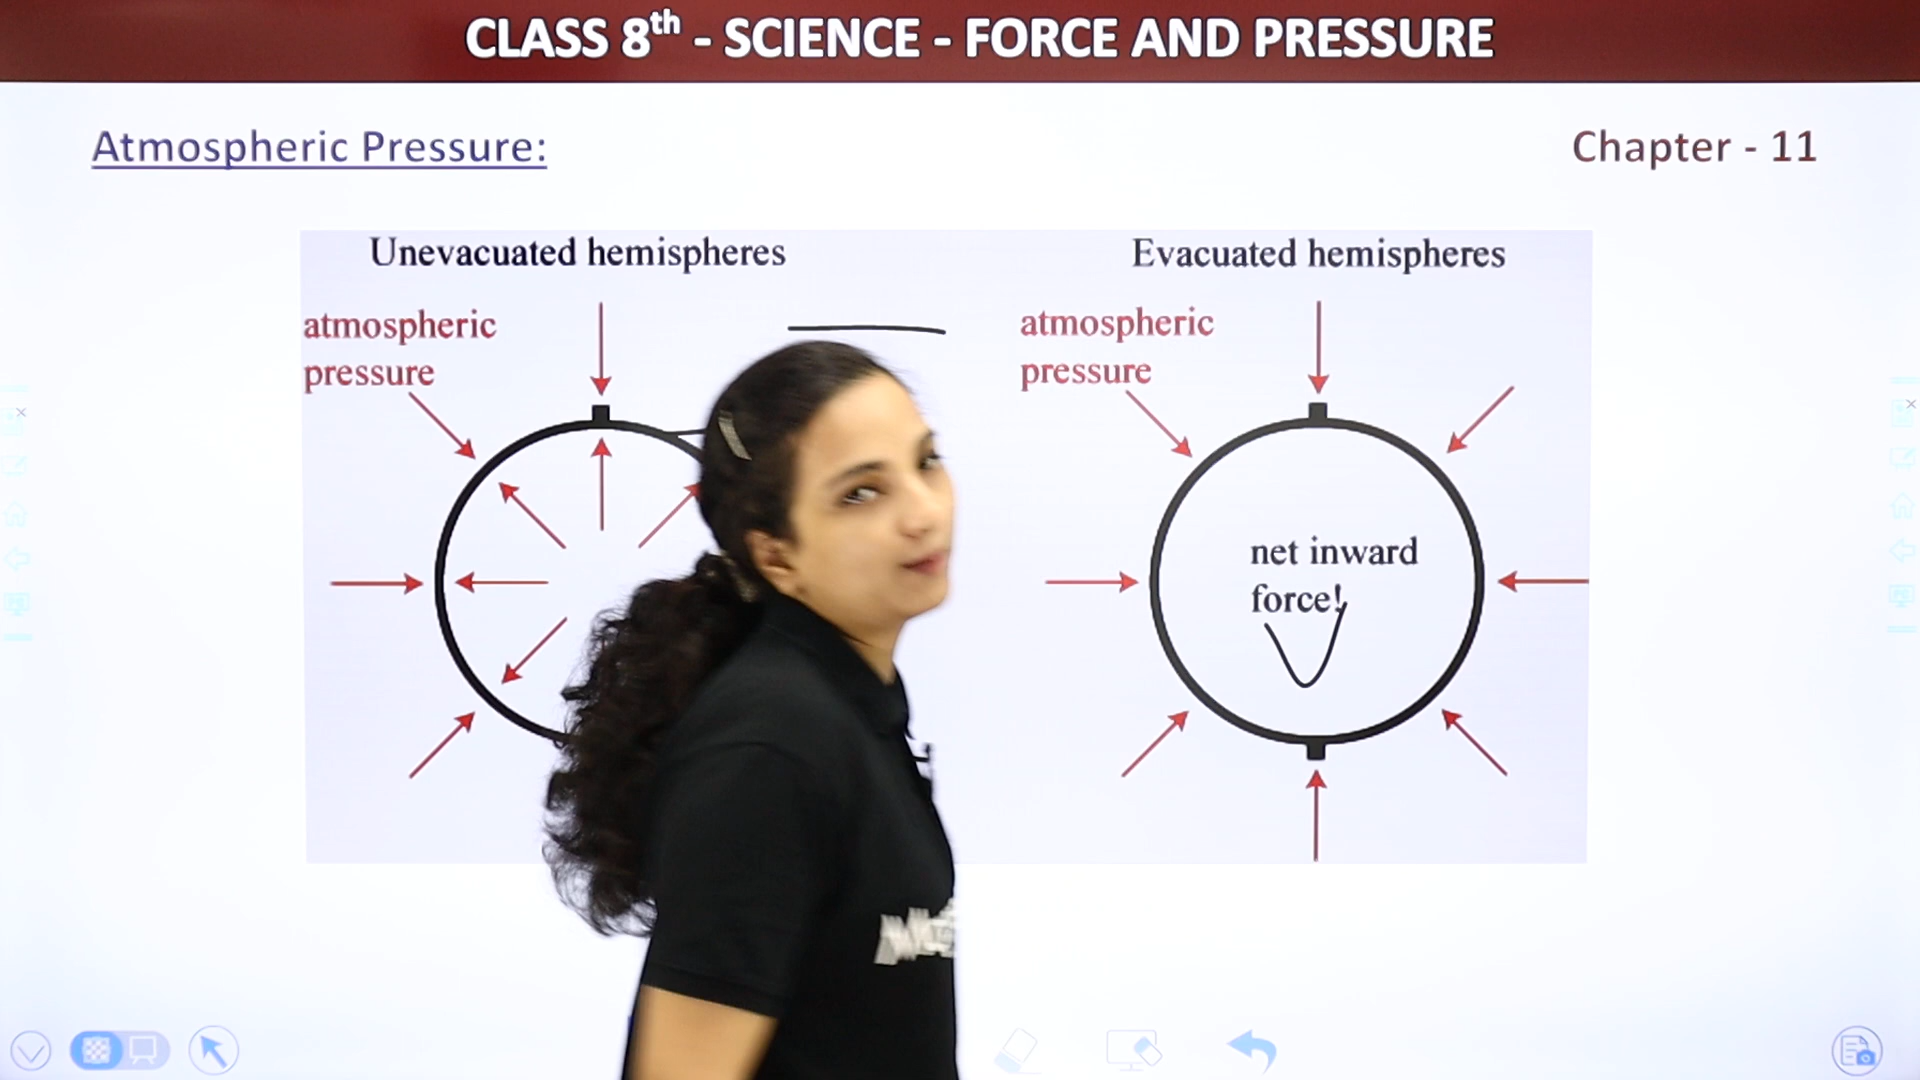 CLASS 8th - SCIENCE - FORCE AND PRESSURE
Atmospheric Pressure:
Chapter - 11
Unevacuated hemispheres
Evacuated hemispheres
atmospheric
pressure
atmospheric
pressure
net inward
force!